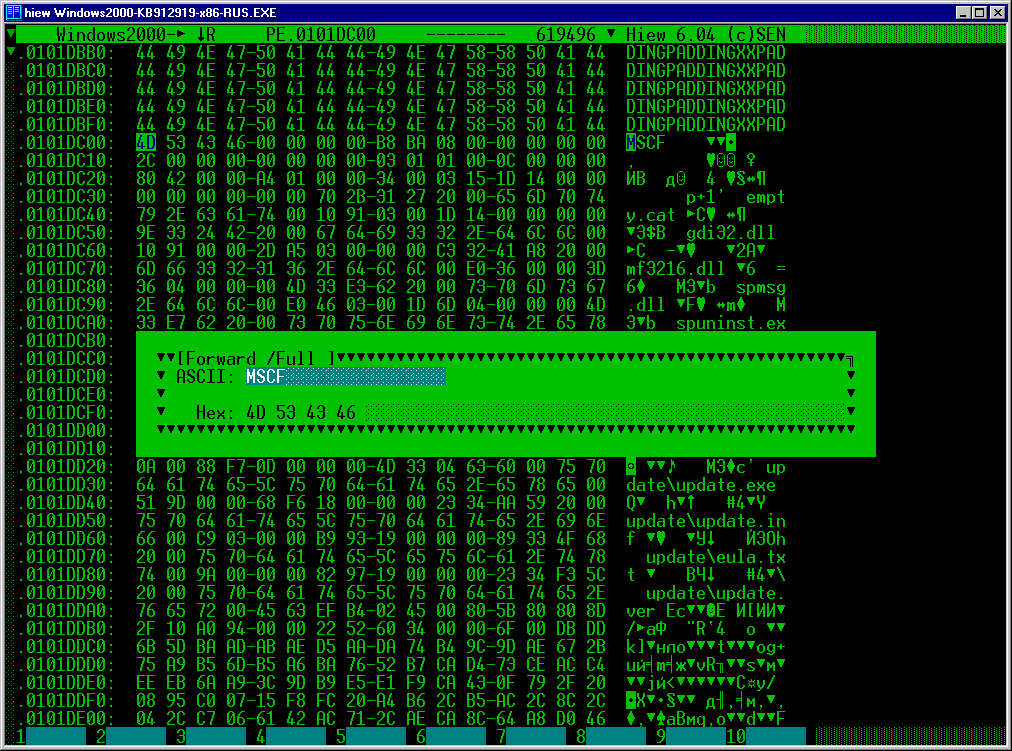 hiew Windows2000-KB912919-x86-RUS.EXE
Windows2000-► ↓R PE.0101DC00 -------- 619496 ▼ Hiew 6.04 (c)SEN
.0101DBB0: 44 49 4E 47-50 41 44 44-49 4E 47 58-58 50 41 44 DINGPADDINGXXPAD
.0101DBC0: 44 49 4E 47-50 41 44 44-49 4E 47 58-58 50 41 44 DINGPADDINGXXPAD
.0101DBD0: 44 49 4E 47-50 41 44 44-49 4E 47 58-58 50 41 44 DINGPADDINGXXPAD
.0101DBE0: 44 49 4E 47-50 41 44 44-49 4E 47 58-58 50 41 44 DINGPADDINGXXPAD
.0101DBF0: 44 49 4E 47-50 41 44 44-49 4E 47 58-58 50 41 44 DINGPADDINGXXPAD
.0101DC00: 4D 53 43 46-00 00 00 00-B8 BA 08 00-00 00 00 00 MSCF
.0101DC10: 2C 00 00 00-00 00 00 00-03 01 01 00-0C 00 00 00 ,
.0101DC20: 80 42 00 00-A4 01 00 00-34 00 03 15-1D 14 00 00 ЙВ д 4
.0101DC30: 00 00 00 00-00 00 70 2B-31 27 20 00-65 6D 70 74 p+1' empt
.0101DC40: 79 2E 63 61-74 00 10 91-03 00 1D 14-00 00 00 00 y.cat ►С
.0101DC50: 9E 33 24 42-20 00 67 64-69 33 32 2E-64 6C 6C 00 ▼3$B gdi32.dll
.0101DC60: 10 91 00 00-2D A5 03 00-00 00 C3 32-41 A8 20 00 ►С -▼♥ ▼2A▼
.0101DC70: 6D 66 33 32-31 36 2E 64-6C 6C 00 E0-36 00 00 3D mf3216.dll ▼6 =
.0101DC80: 36 04 00 00-00 4D 33 E3-62 20 00 73-70 6D 73 67 6♦ M3▼b spmsg
.0101DC90: 2E 64 6C 6C-00 E0 46 03-00 1D 6D 04-00 00 00 4D .dll ▼F♥ ↔m♦ M
.0101DCA0: 33 E7 62 20-00 73 70 75-6E 69 6E 73-74 2E 65 78 3▼b spuninst.ex
.0101DCB0:
.0101DCC0: [Forward /Full ]
.0101DCD0: ASCII: MSCF
.0101DCE0:
.0101DCF0: Hex: 4D 53 43 46
.0101DD00:
.0101DD10:
.0101DD20: 0A 00 88 F7-0D 00 00 00-4D 33 04 63-60 00 75 70 M3♦c` up
.0101DD30: 64 61 74 65-5C 75 70 64-61 74 65 2E-65 78 65 00 date\update.exe
.0101DD40: 51 9D 00 00-68 F6 18 00-00 00 23 34-AA 59 20 00 Q▼ h▼↑ #4▼Y
.0101DD50: 75 70 64 61-74 65 5C 75-70 64 61 74-65 2E 69 6E update\update.in
.0101DD60: 66 00 C9 03-00 00 B9 93-19 00 00 00-89 33 4F 68 f ▼♥ ▼У↓ Й3Oh
.0101DD70: 20 00 75 70-64 61 74 65-5C 65 75 6C-61 2E 74 78 update\eula.tx
.0101DD80: 74 00 9A 00-00 00 82 97-19 00 00 00-23 34 F3 5C t ▼ ВЧ↓ #4▼\
.0101DD90: 20 00 75 70-64 61 74 65-5C 75 70 64-61 74 65 2E update\update.
.0101DDA0: 76 65 72 00-45 63 EF B4-02 45 00 80-5B 80 80 8D ver Ec
.0101DDB0: 2F 10 A0 94-00 00 22 52-60 34 00 00-6F 00 DB DD /►аФ "R`4 o ▼▼
.0101DDC0: 6B 5D BA AD-AB AE D5 AA-DA 74 B4 9C-9D AE 67 2B k]▼нло▼▼▼t▼▼▼og+
.0101DDD0: 75 A9 B5 6D-B5 A6 BA 76-52 B7 CA D4-73 CE AC C4
.0101DDE0: EE EB 6A A9-3C 9D B9 E5-E1 F9 CA 43-0F 79 2F 20
.0101DDF0: 08 95 C0 07-15 F8 FC 20-A4 B6 2C B5-AC 2C 8C 2C
.0101DE00: 04 2C C7 06-61 42 AC 71-2C AE CA 8C-64 A8 D0 46
1 2 3 4 5 6 7 8 9 10